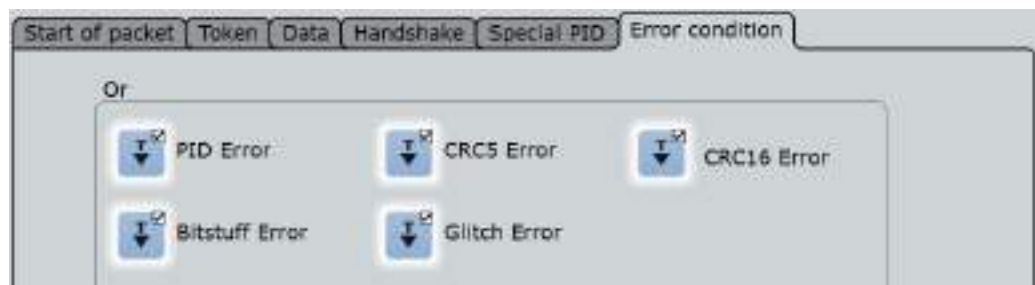 Start of packet Token Data Handshake Special PID Error condition
Or
PID Error CRC5 Error CRC16 Error
Bitstuff Error Glitch Error